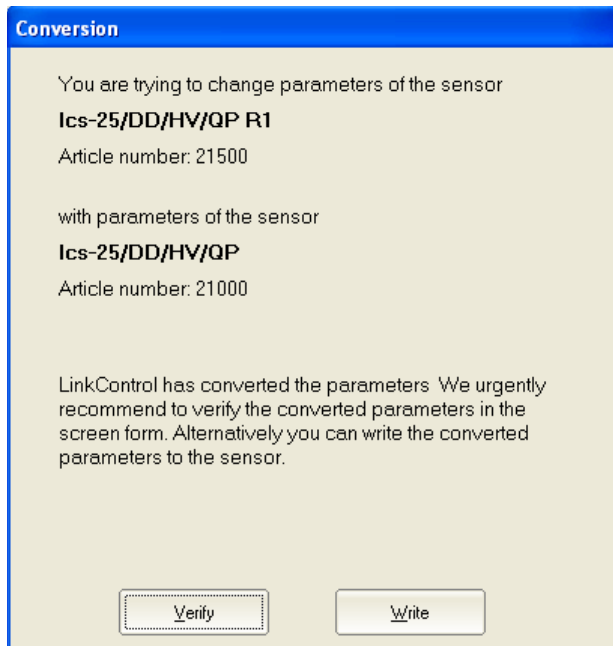 Conversion
You are trying to change parameters of the sensor
lcs-25/DD/HV/QP R1
Article number: 21500
with parameters of the sensor
lcs-25/DD/HV/QP
Article number: 21000
LinkControl has converted the parameters. We urgently
recommend to verify the converted parameters in the
screen form. Alternatively you can write the converted
parameters to the sensor.
Verify
Write